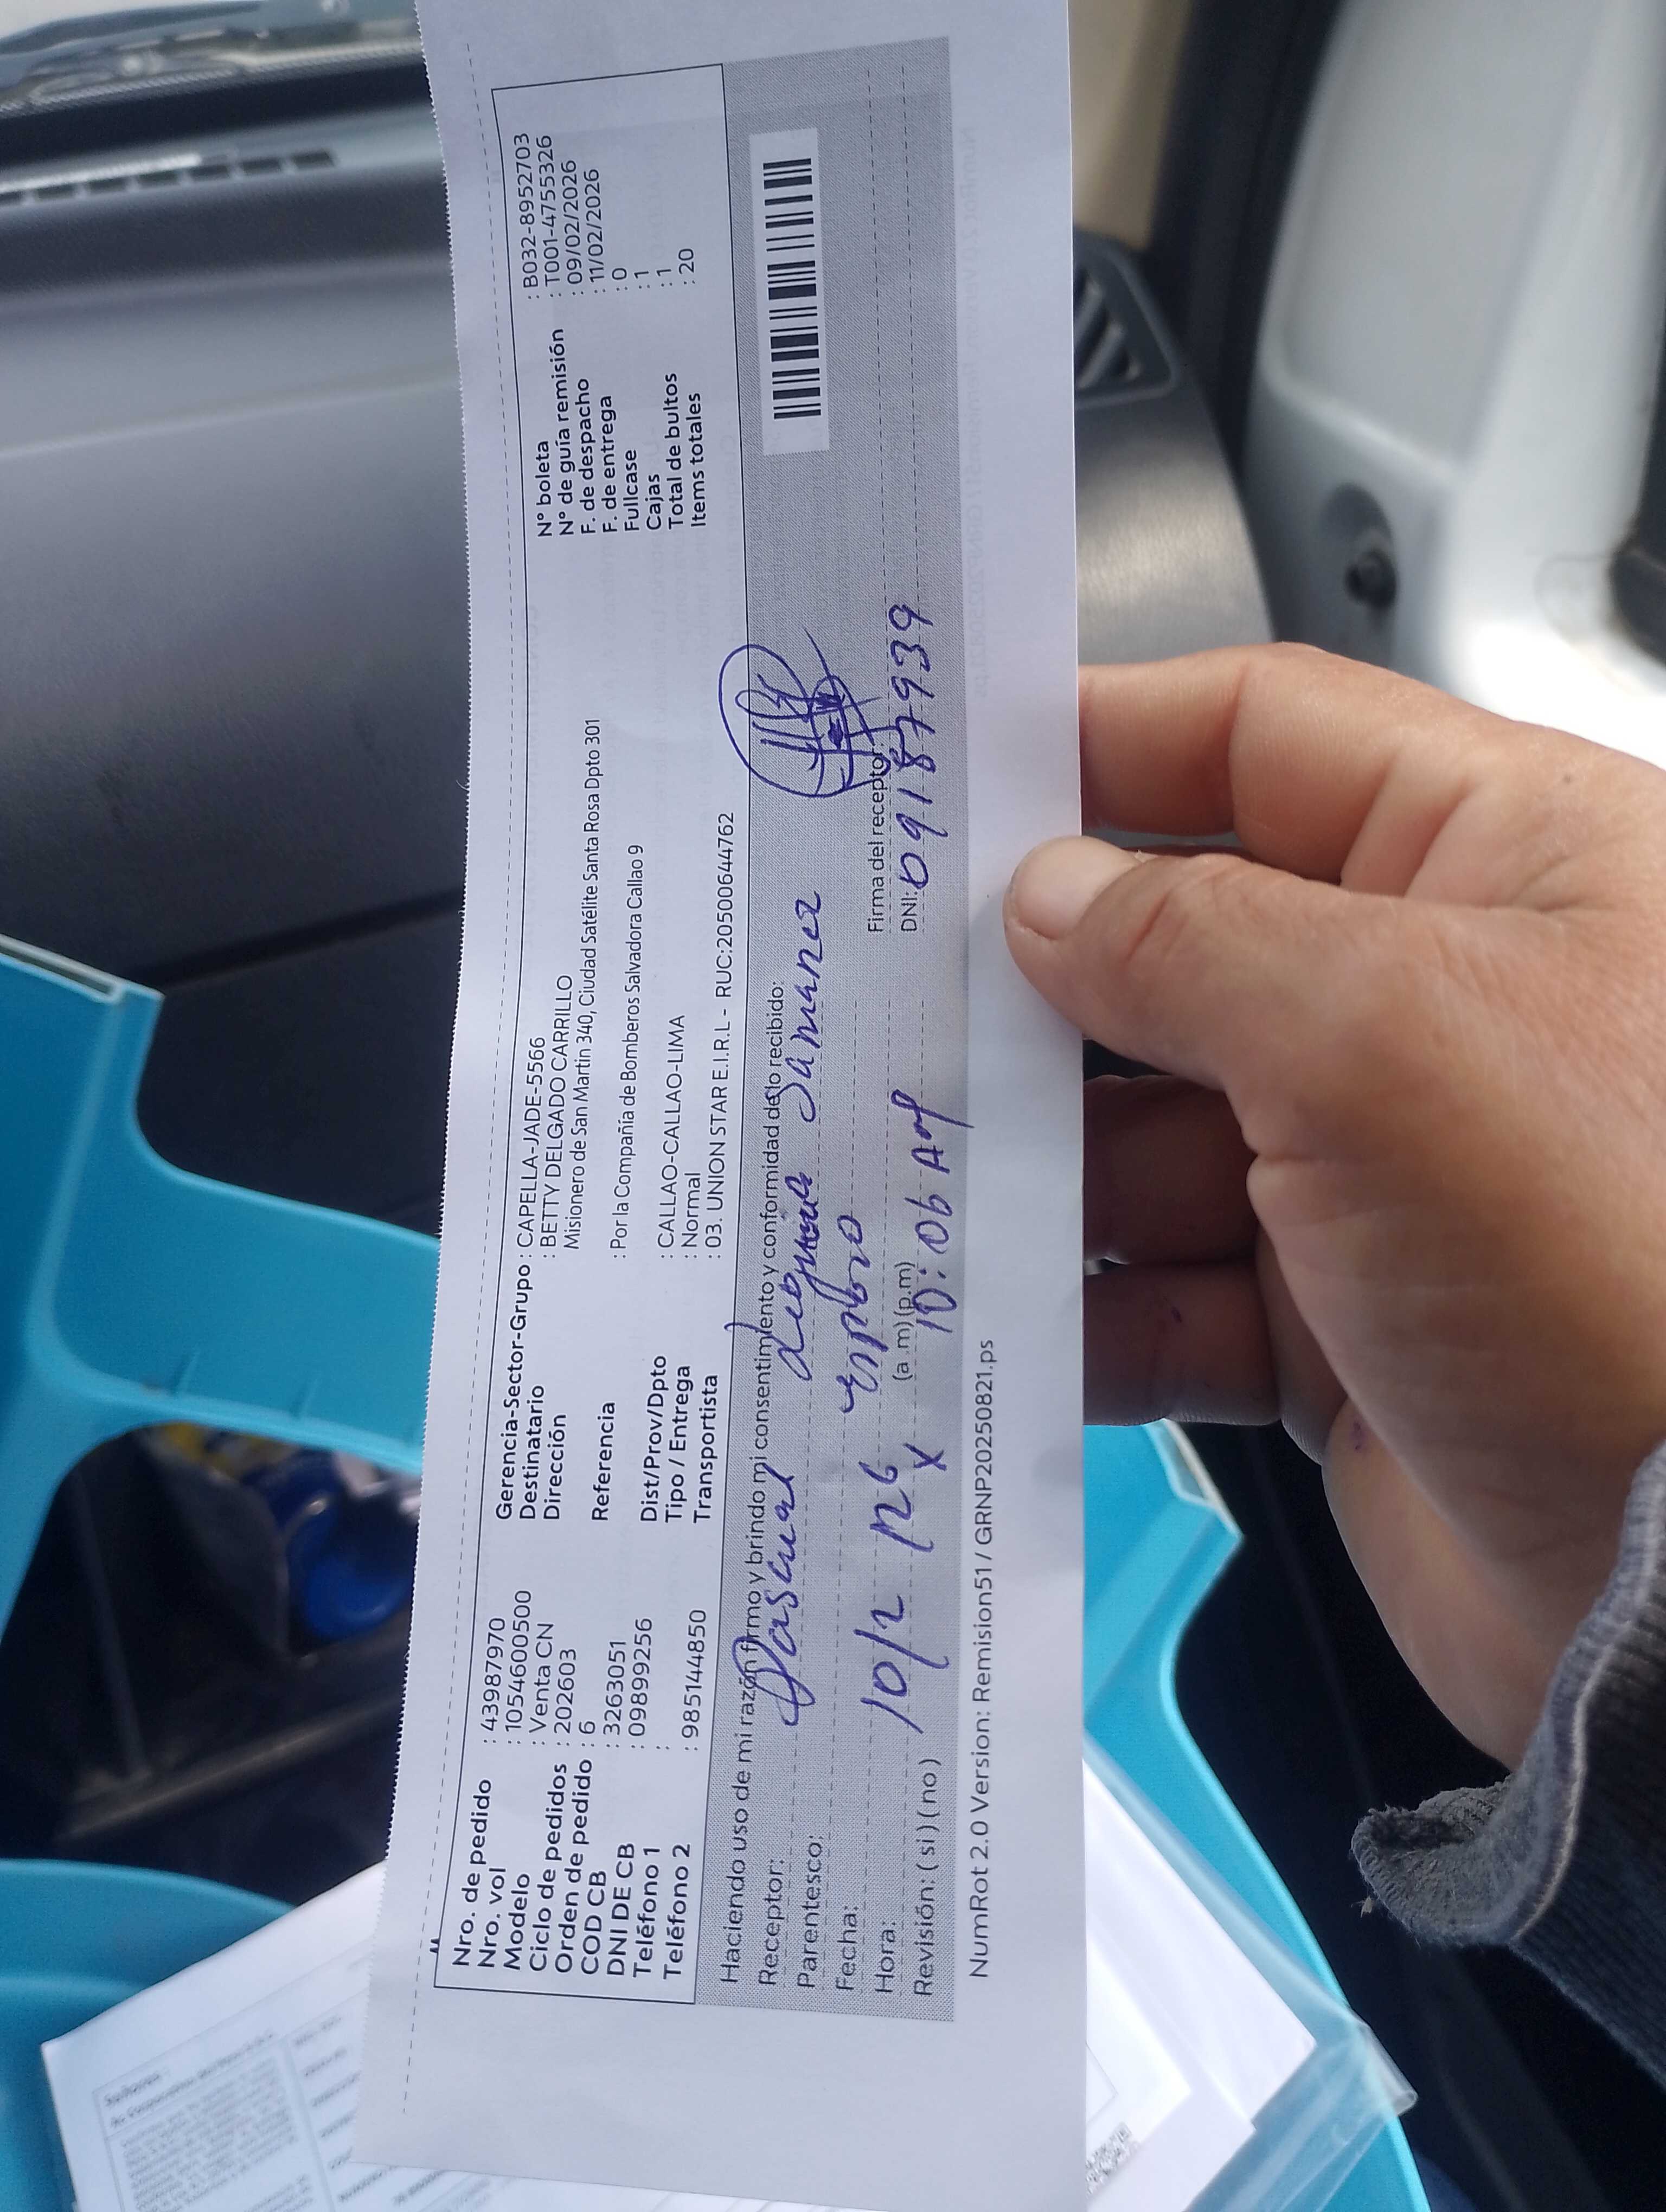 Nro. de pedido : 43987970
Nro. vol : 1054600500
Modelo : Venta CN
Ciclo de pedidos : 202603
Orden de pedido : 6
COD CB : 3263051
DNI DE CB : 09899256
Teléfono 1 :
Teléfono 2 : 985144850
Gerencia-Sector-Grupo : CAPELLA-JADE-5566
Destinatario : BETTY DELGADO CARRILLO
Dirección Misionero de San Martin 340, Ciudad Satélite Santa Rosa Dpto 301
Referencia : Por la Compañía de Bomberos Salvadora Callao 9
Dist/Prov/Dpto : CALLAO-CALLAO-LIMA
Tipo / Entrega : Normal
Transportista : 03. UNION STAR E.I.R.L - RUC:20500644762
N° boleta : B032-8952703
N° de guía remisión : T001-4755326
F. de despacho : 09/02/2026
F. de entrega : 11/02/2026
Fullcase : 0
Cajas : 1
Total de bultos : 1
Items totales : 20
Haciendo uso de mi razón firmo y brindo mi consentimiento y conformidad de lo recibido:
Receptor: Pascual Samanez
Parentesco:
Fecha: 10/2/26
Hora: (a.m) (p.m) 10:06 Am
Revisión: ( si ) ( no )
Firma del receptor:
DNI: 09187939
NumRot 2.0 Version: Remision51 / GRNP20250821.ps